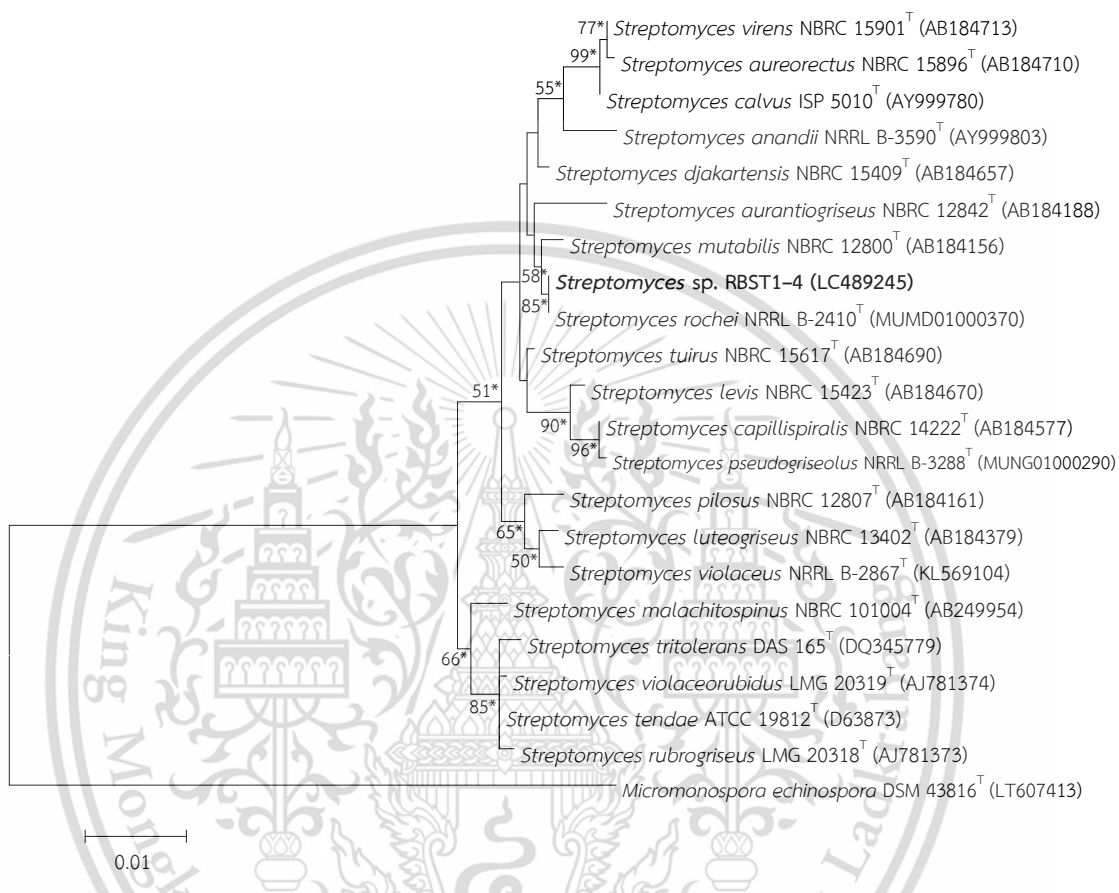 77* Streptomyces virens NBRC 15901T (AB184713)
99* Streptomyces aureorectus NBRC 15896T (AB184710)
Streptomyces calvus ISP 5010T (AY999780)
55*
Streptomyces anandii NRRL B-3590T (AY999803)
Streptomyces djakartensis NBRC 15409T (AB184657)
Streptomyces aurantiogriseus NBRC 12842T (AB184188)
Streptomyces mutabilis NBRC 12800T (AB184156)
58* Streptomyces sp. RBST1-4 (LC489245)
85* Streptomyces rochei NRRL B-2410T (MUMD01000370)
Streptomyces tuirus NBRC 15617T (AB184690)
51* Streptomyces levis NBRC 15423T (AB184670)
90* Streptomyces capillispiralis NBRC 14222T (AB184577)
96* Streptomyces pseudogriseolus NRRL B-3288T (MUNG01000290)
Streptomyces pilosus NBRC 12807T (AB184161)
65* Streptomyces luteogriseus NBRC 13402T (AB184379)
50* Streptomyces violaceus NRRL B-2867T (KL569104)
Streptomyces malachitospinus NBRC 101004T (AB249954)
Streptomyces tritolerans DAS 165T (DQ345779)
66*
Streptomyces violaceorubidus LMG 20319T (AJ781374)
85* Streptomyces tendae ATCC 19812T (D63873)
Streptomyces rubrogriseus LMG 20318T (AJ781373)
Micromonospora echinospora DSM 43816T (LT607413)
0.01
King Mong